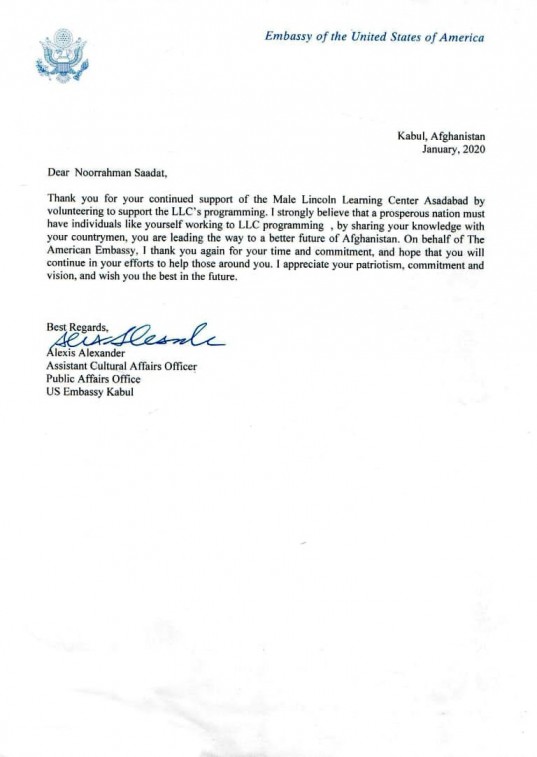 Embassy of the United States of America
Kabul, Afghanistan
January, 2020
Dear Noorrahman Saadat,
Thank you for your continued support of the Male Lincoln Learning Center Asadabad by
volunteering to support the LLC's programming. I strongly believe that a prosperous nation must
have individuals like yourself working to LLC programming , by sharing your knowledge with
your countrymen, you are leading the way to a better future of Afghanistan. On behalf of The
American Embassy, I thank you again for your time and commitment, and hope that you will
continue in your efforts to help those around you. I appreciate your patriotism, commitment and
vision, and wish you the best in the future.
Best Regards,
Alexis Alexander
Assistant Cultural Affairs Officer
Public Affairs Office
US Embassy Kabul